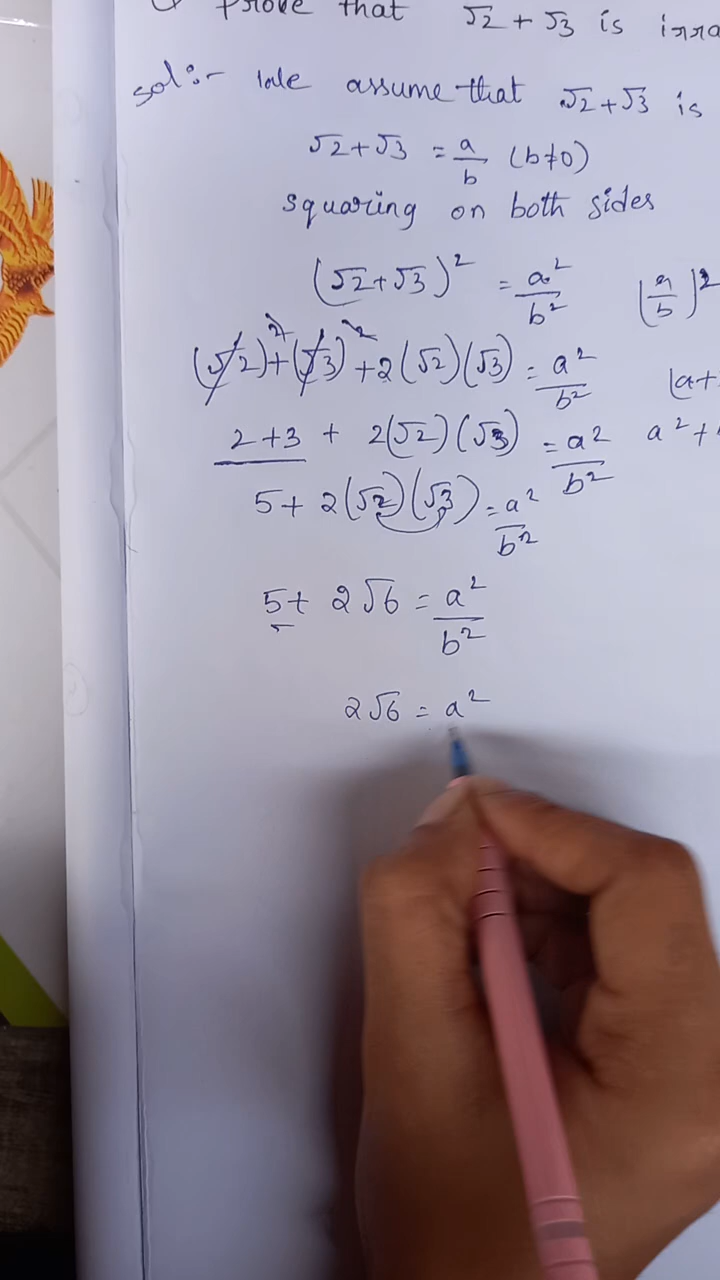 prove that √2 + √3 is irra
sol:- We assume that √2+√3 is
√2+√3 = a/b (b≠0)
squaring on both sides
(√2+√3)² = a²/b² (a/b)²
(√2)²+(√3)²+2(√2)(√3) = a²/b² (a+
2+3 + 2(√2)(√3) = a²/b² a²+
5+ 2(√2)(√3) = a²/b²
5+ 2√6 = a²/b²
2√6 = a²